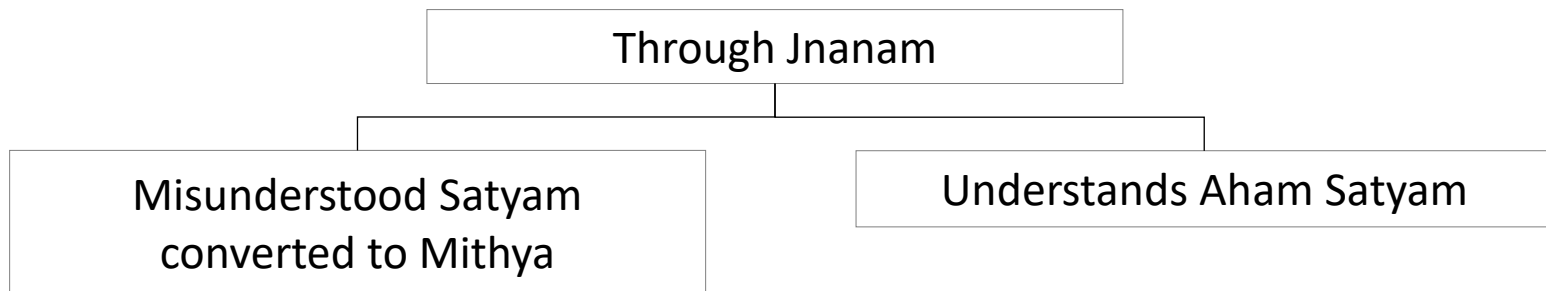 Through Jnanam
Misunderstood Satyam
converted to Mithya
Understands Aham Satyam